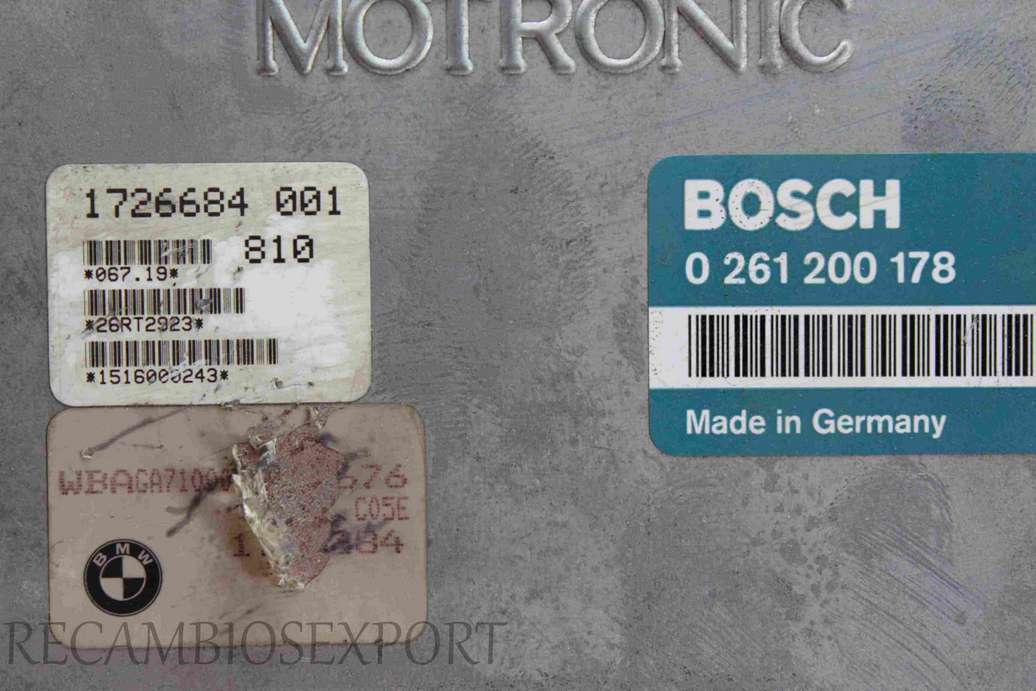 MOTRONIC
1726684 001
810
*067.19*
*26RT2923*
*1516000243*
BOSCH
0 261 200 178
Made in Germany
676
C05E
BMW
RECAMBIOSEXPORT